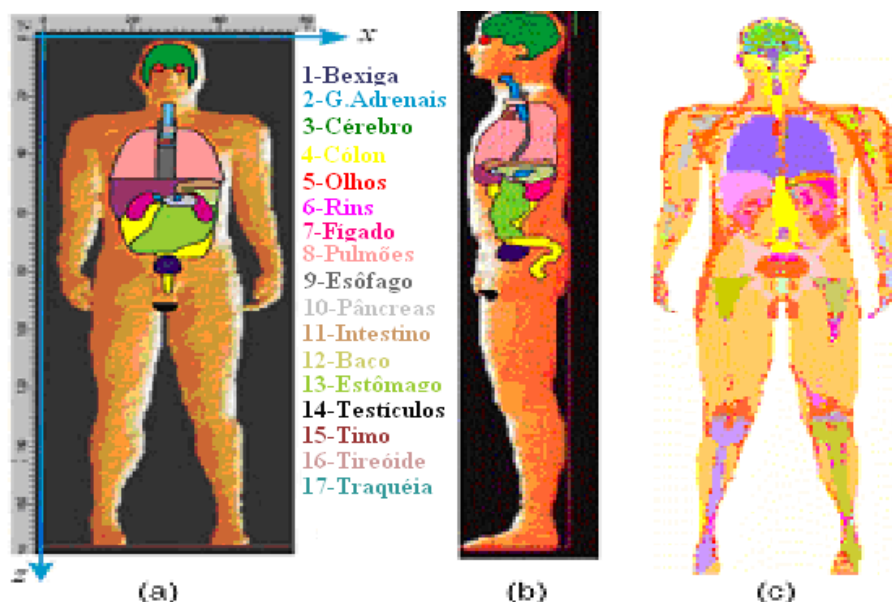 x
1-Bexiga
2-G.Adrenais
3-Cérebro
4-Cólon
5-Olhos
6-Rins
7-Fígado
8-Pulmões
9-Esôfago
10-Pâncreas
11-Intestino
12-Baço
13-Estômago
14-Testículos
15-Timo
16-Tireóide
17-Traquéia
(a)
(b)
(c)